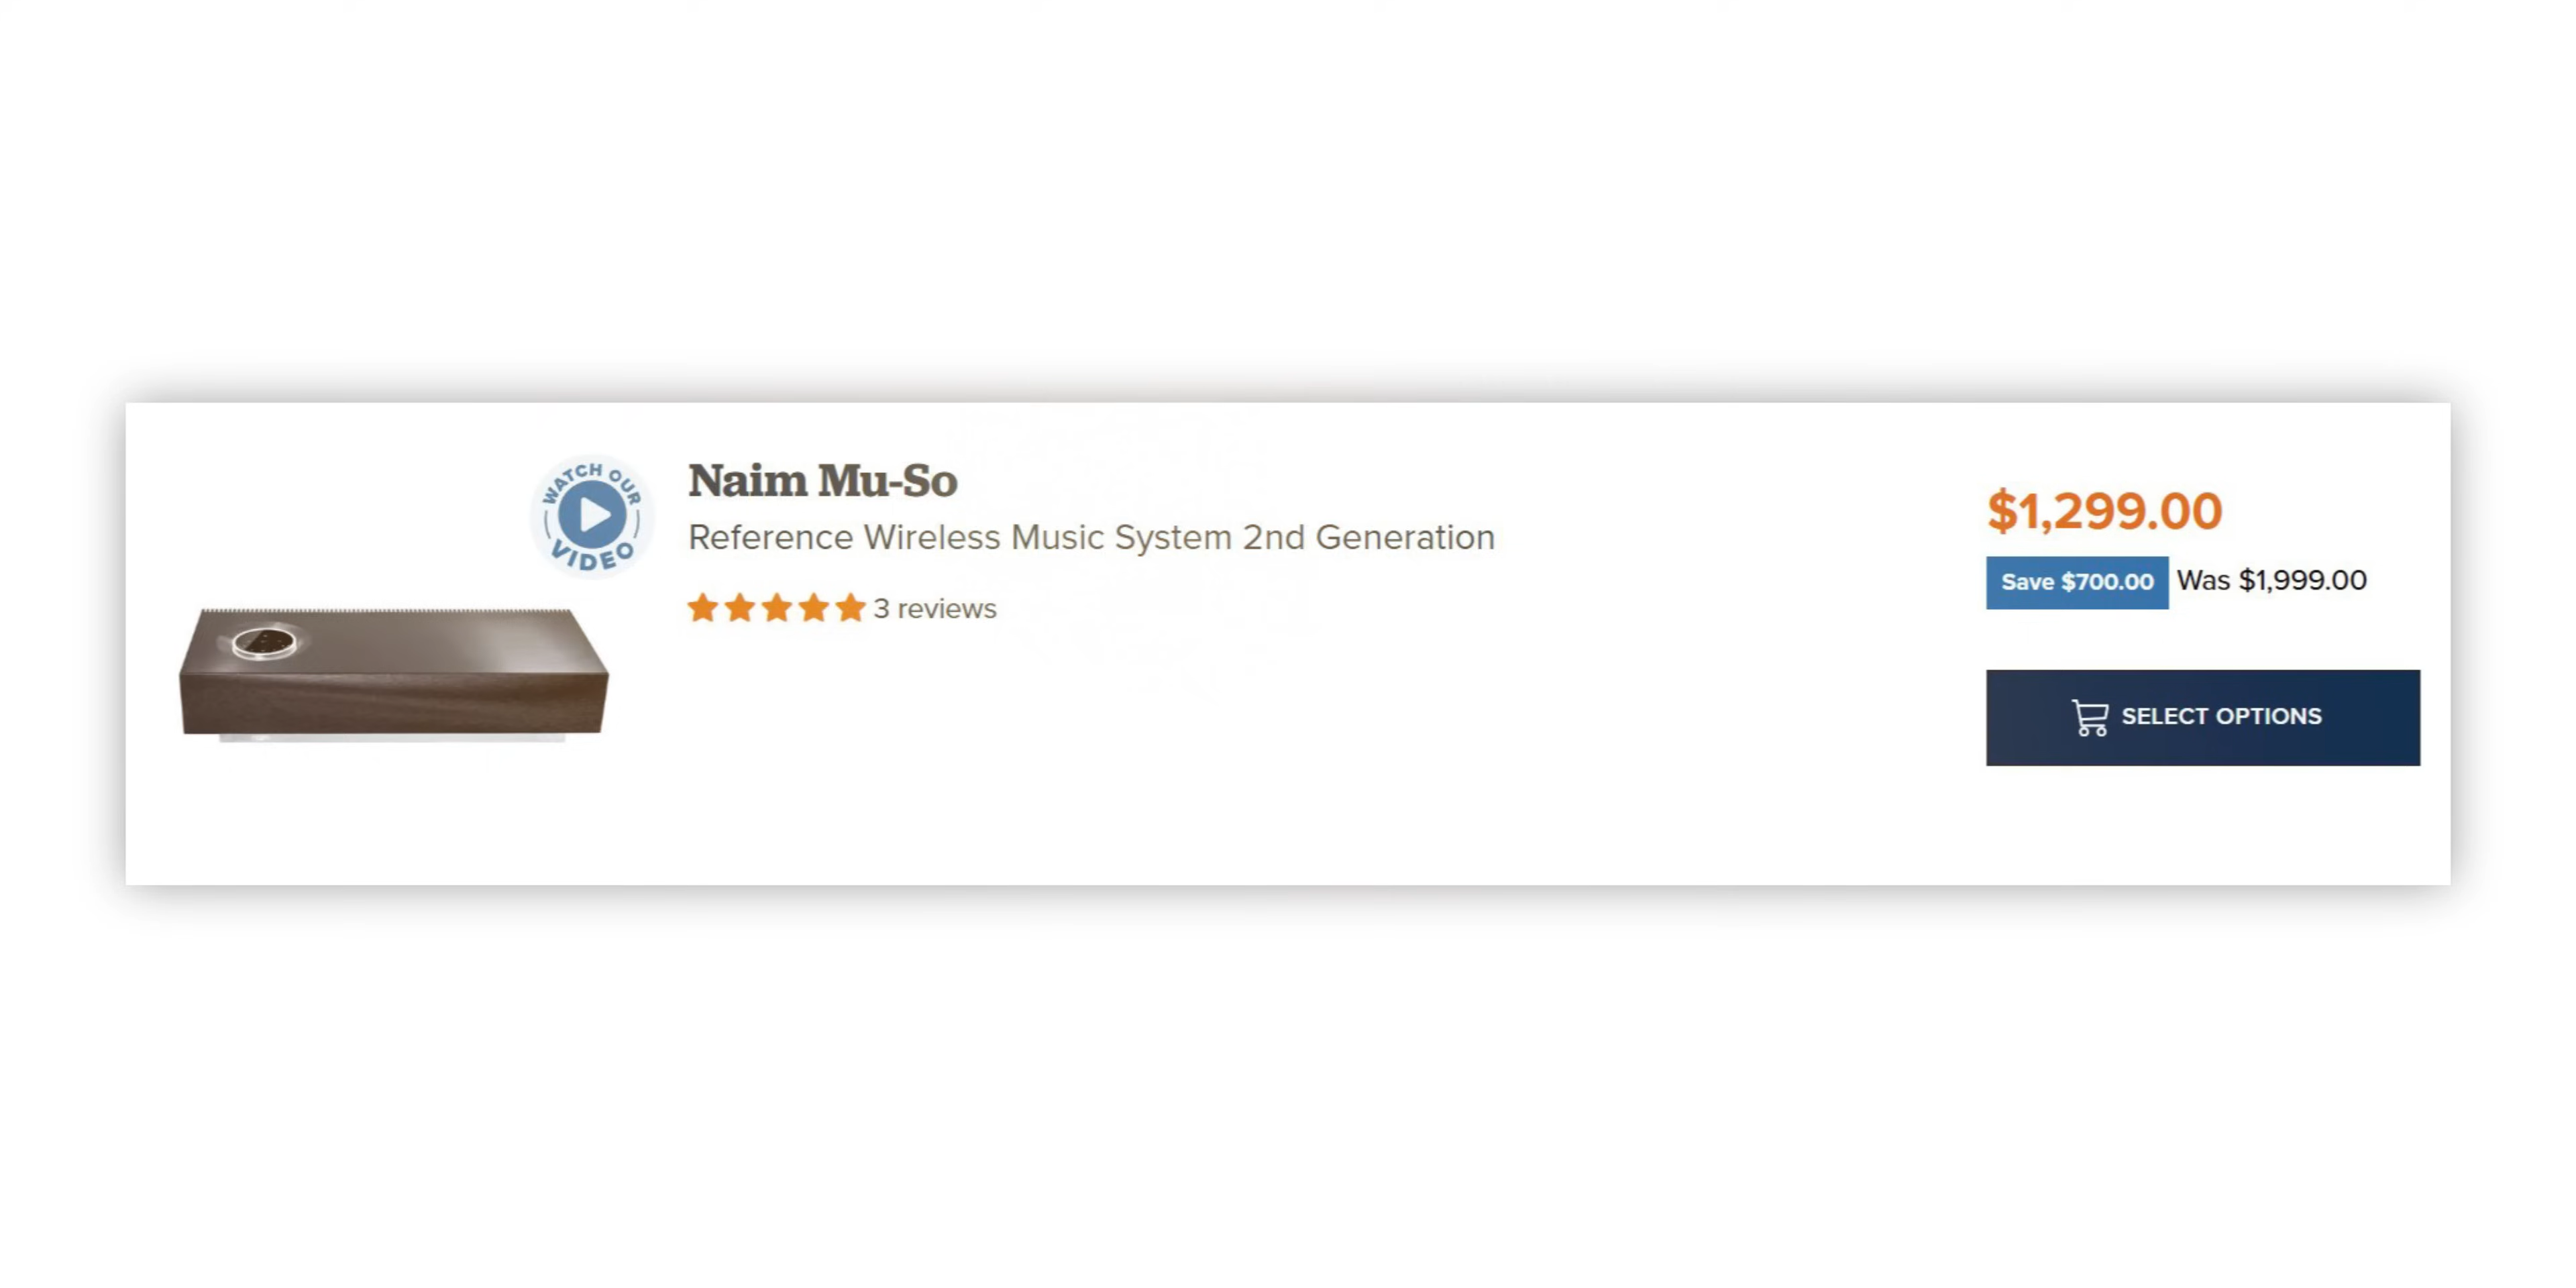 WATCH OUR
VIDEO
Naim Mu-So
Reference Wireless Music System 2nd Generation
3 reviews
$1,299.00
Save $700.00 Was $1,999.00
SELECT OPTIONS